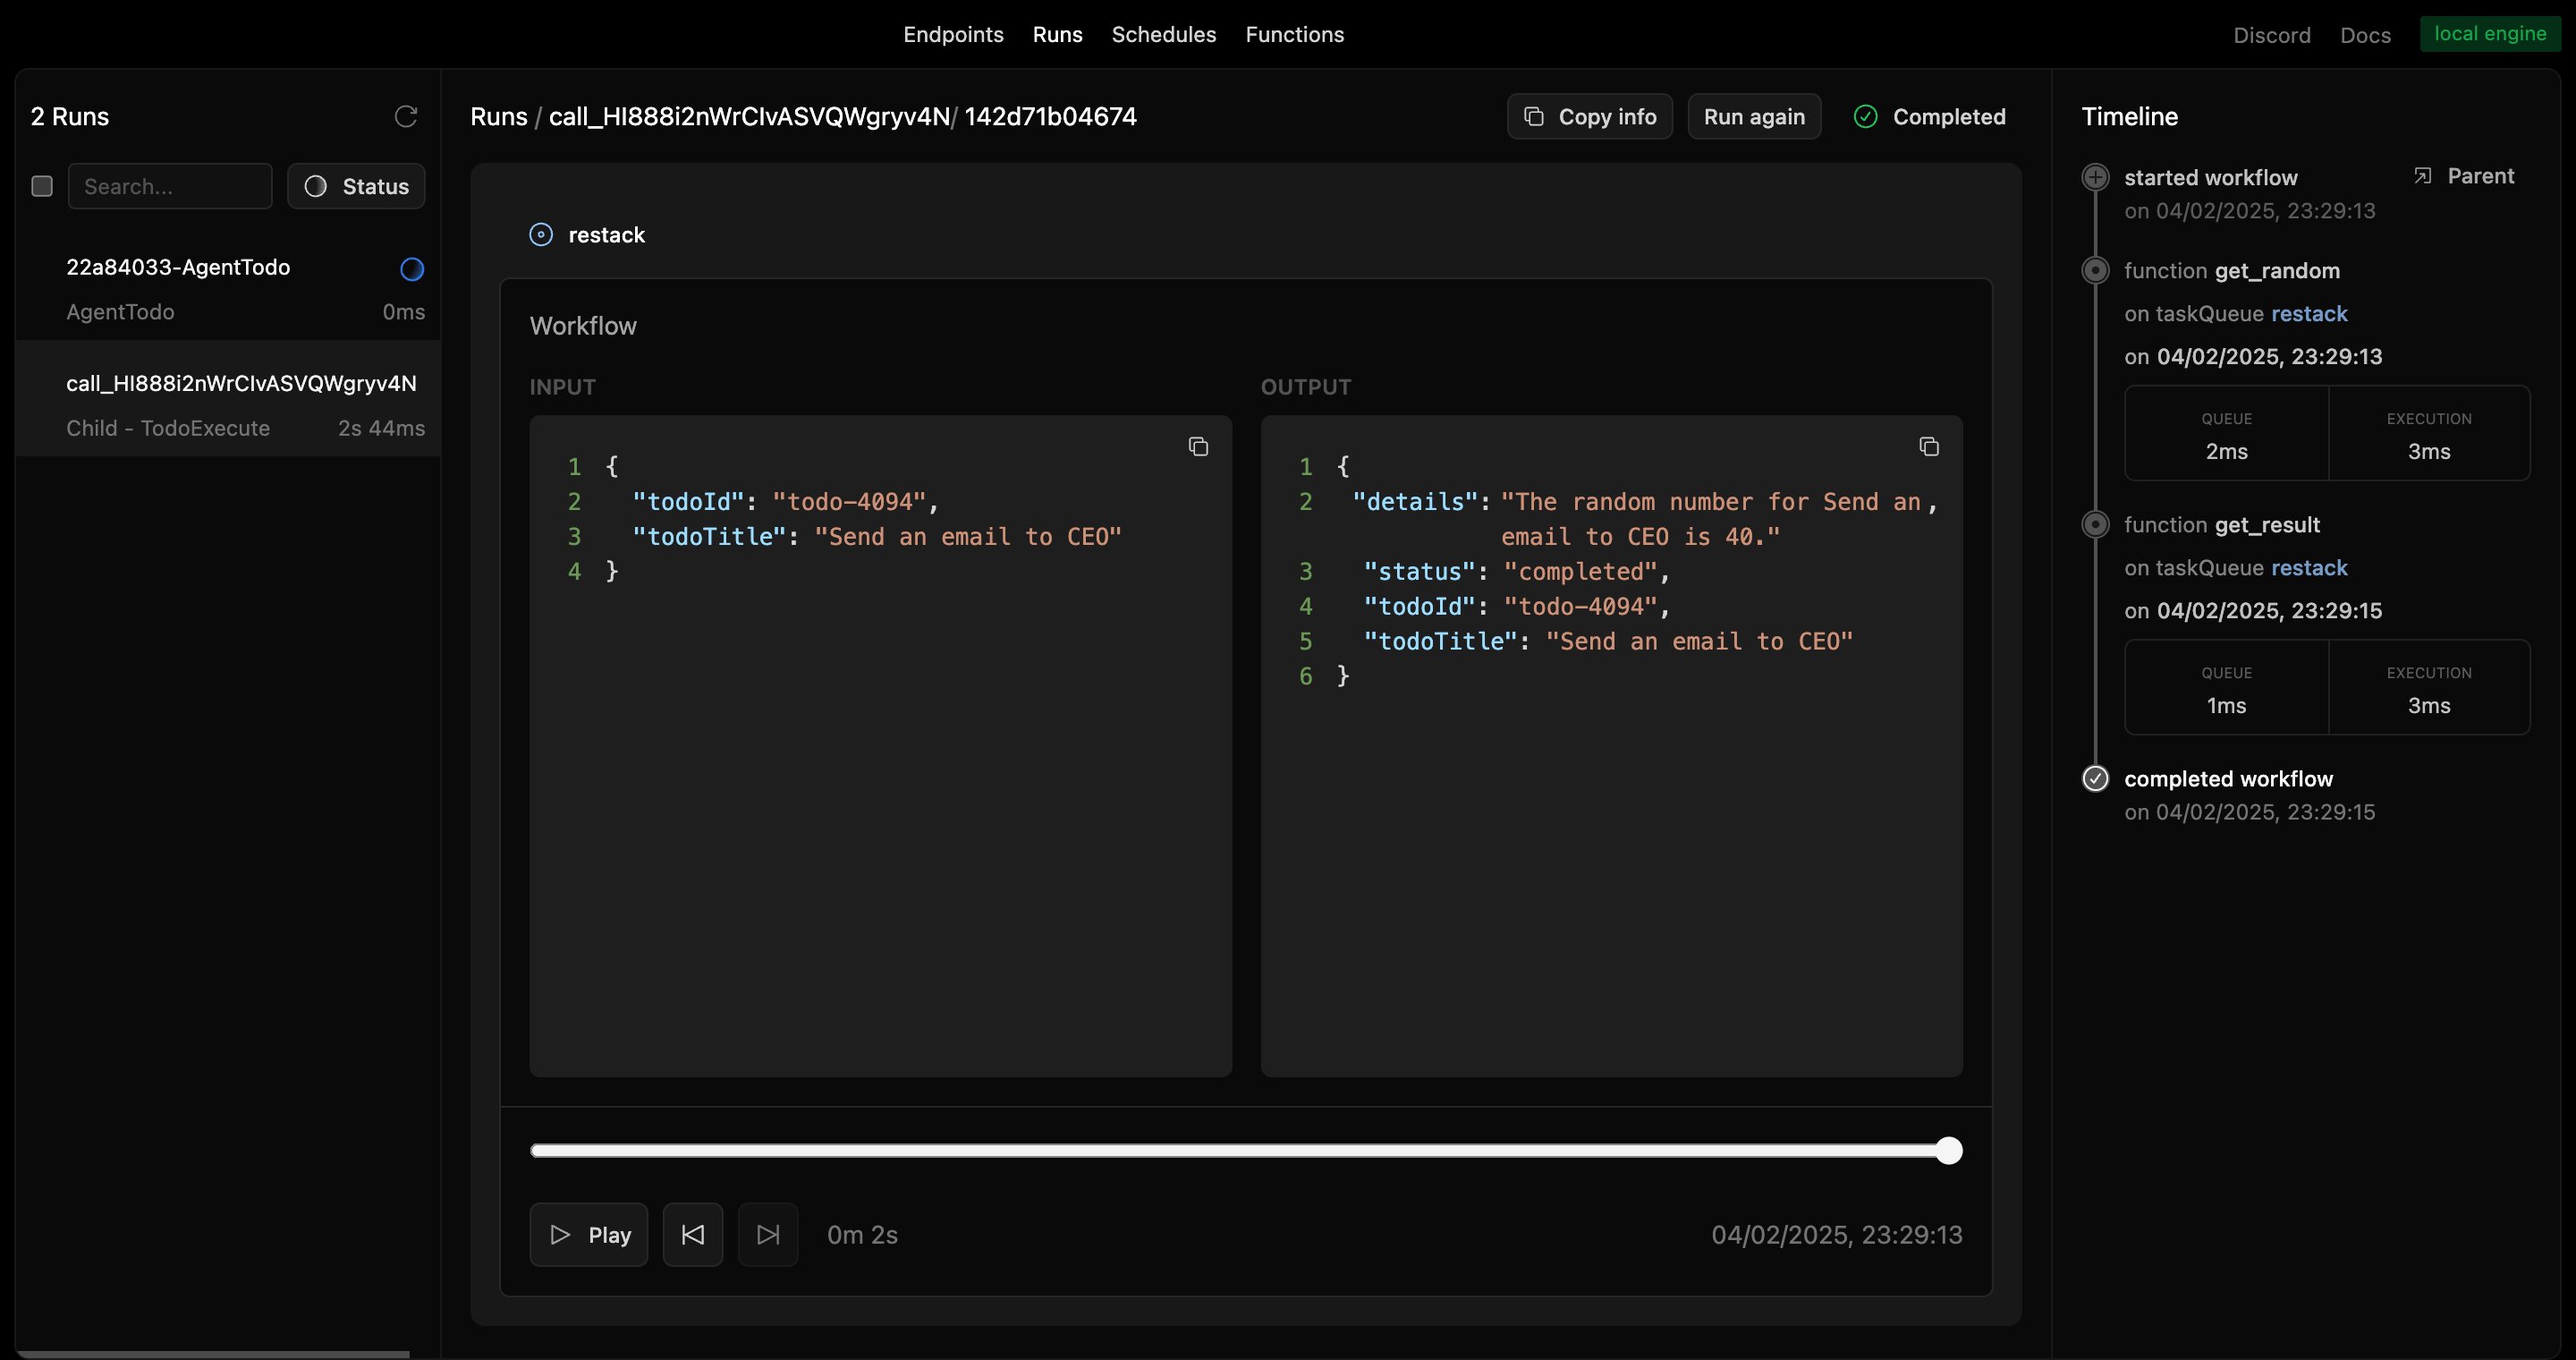 Endpoints Runs Schedules Functions
Discord Docs local engine
2 Runs
Search...
Status
22a84033-AgentTodo
AgentTodo 0ms
call_HI888i2nWrCIvASVQWgryv4N
Child - TodoExecute 2s 44ms
Runs / call_HI888i2nWrCIvASVQWgryv4N/ 142d71b04674
Copy info
Run again
Completed
restack
Workflow
INPUT
1 {
2 "todoId": "todo-4094",
3 "todoTitle": "Send an email to CEO"
4 }
OUTPUT
1 {
2 "details": "The random number for Send an,
email to CEO is 40."
3 "status": "completed",
4 "todoId": "todo-4094",
5 "todoTitle": "Send an email to CEO"
6 }
Play
0m 2s
04/02/2025, 23:29:13
Timeline
started workflow
Parent
on 04/02/2025, 23:29:13
function get_random
on taskQueue restack
on 04/02/2025, 23:29:13
QUEUE EXECUTION
2ms 3ms
function get_result
on taskQueue restack
on 04/02/2025, 23:29:15
QUEUE EXECUTION
1ms 3ms
completed workflow
on 04/02/2025, 23:29:15